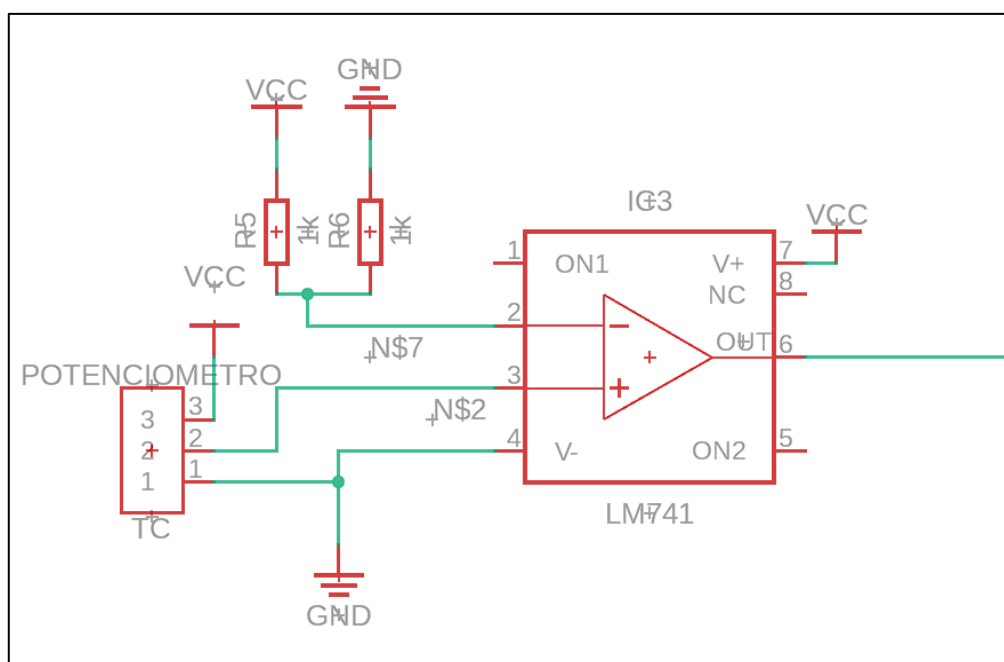 GND
VCC
R5
1k
R6
1k
IC3
VCC
1
ON1
V+
7
NC
8
VCC
2
OUT
6
N$7
POTENCIOMETRO
3
3
3
N$2
2
2
4
V-
ON2
5
1
1
TC
LM741
GND